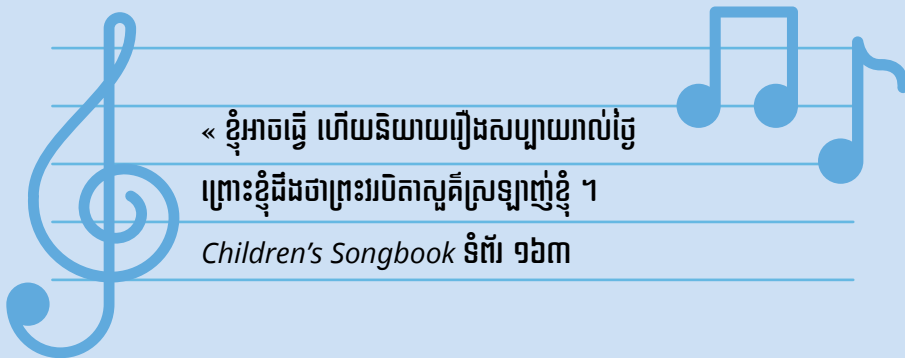 « ខ្ញុំអាចធ្វើ ហើយនិយាយរឿងសប្បាយរាល់ថ្ងៃ
ព្រោះខ្ញុំដឹងថាព្រះវរបិតាសួគ៌ស្រឡាញ់ខ្ញុំ ។
Children's Songbook ទំព័រ ១៦៣